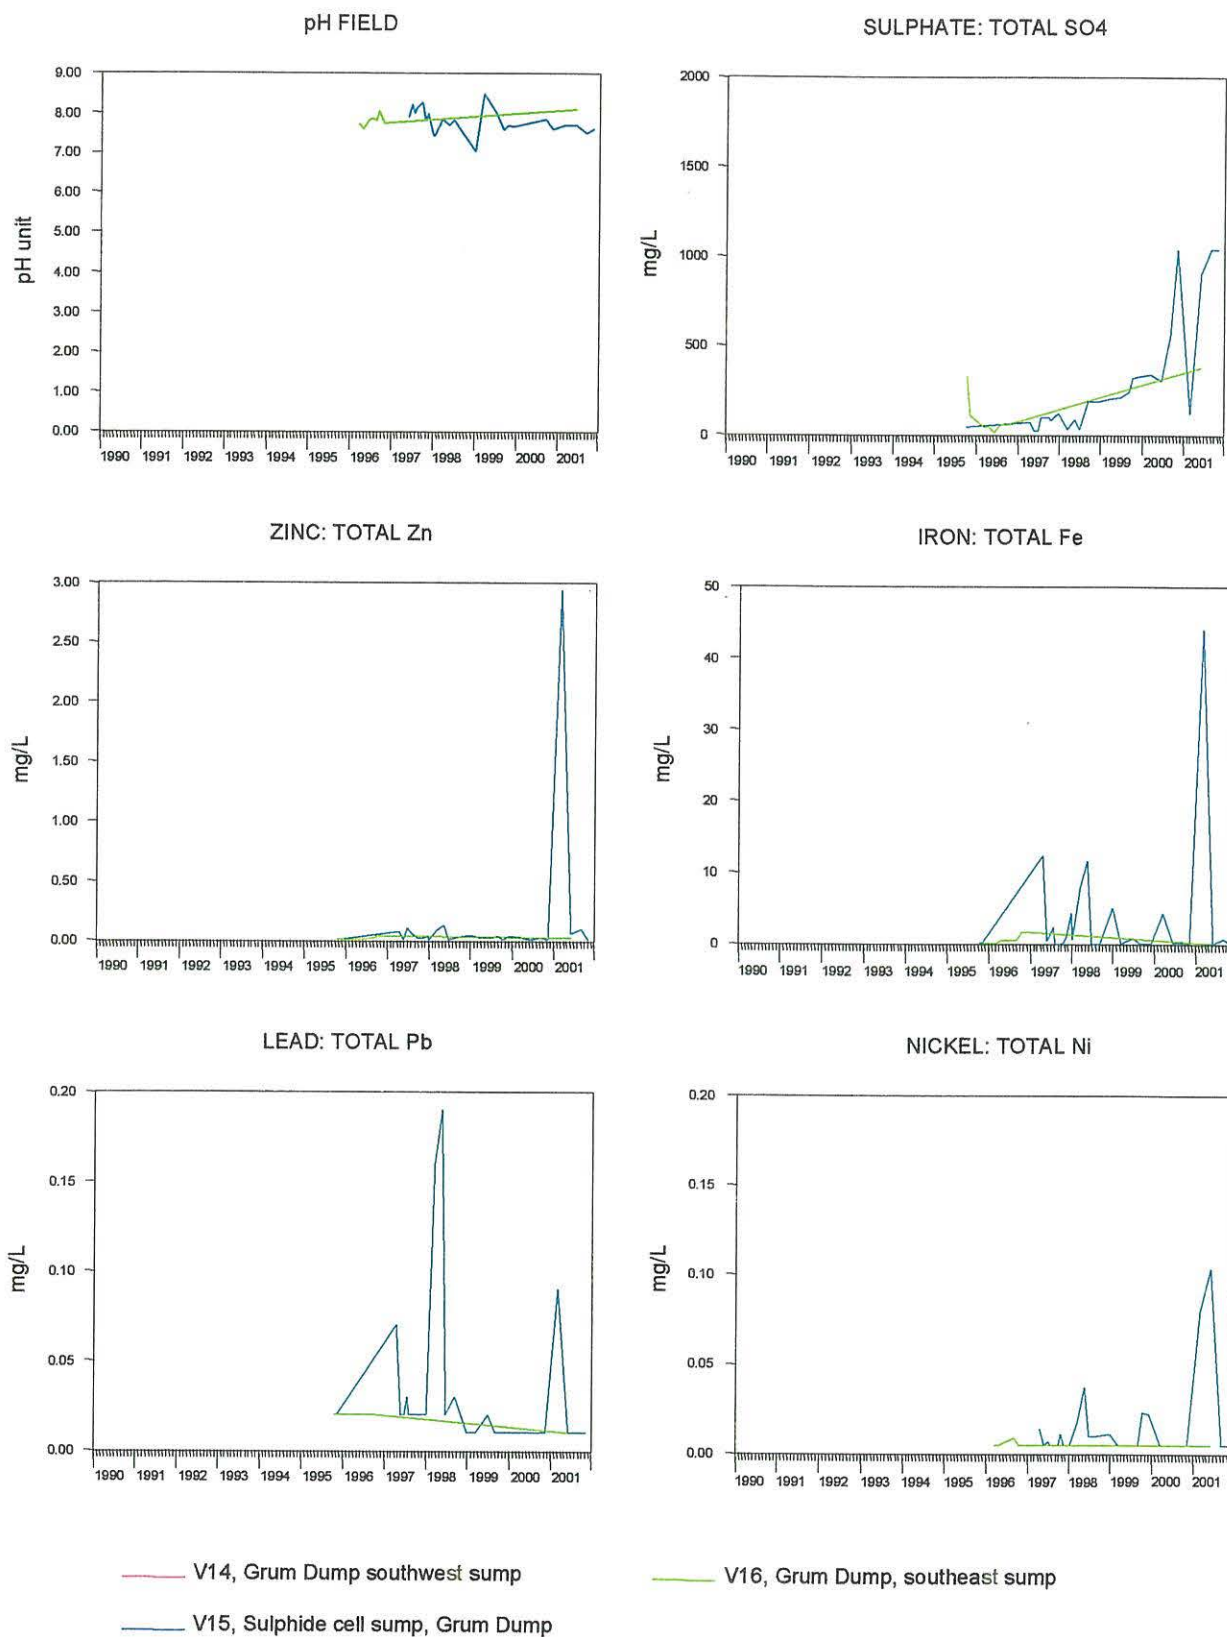 pH FIELD
SULPHATE: TOTAL SO4
9.00
8.00
7.00
6.00
5.00
4.00
3.00
2.00
1.00
0.00
pH unit
1990 1991 1992 1993 1994 1995 1996 1997 1998 1999 2000 2001
2000
1500
1000
500
0
mg/L
1990 1991 1992 1993 1994 1995 1996 1997 1998 1999 2000 2001
ZINC: TOTAL Zn
IRON: TOTAL Fe
3.00
2.50
2.00
1.50
1.00
0.50
0.00
mg/L
1990 1991 1992 1993 1994 1995 1996 1997 1998 1999 2000 2001
50
40
30
20
10
0
mg/L
1990 1991 1992 1993 1994 1995 1996 1997 1998 1999 2000 2001
LEAD: TOTAL Pb
NICKEL: TOTAL Ni
0.20
0.15
0.10
0.05
0.00
mg/L
1990 1991 1992 1993 1994 1995 1996 1997 1998 1999 2000 2001
0.20
0.15
0.10
0.05
0.00
mg/L
1990 1991 1992 1993 1994 1995 1996 1997 1998 1999 2000 2001
V14, Grum Dump southwest sump
V16, Grum Dump, southeast sump
V15, Sulphide cell sump, Grum Dump